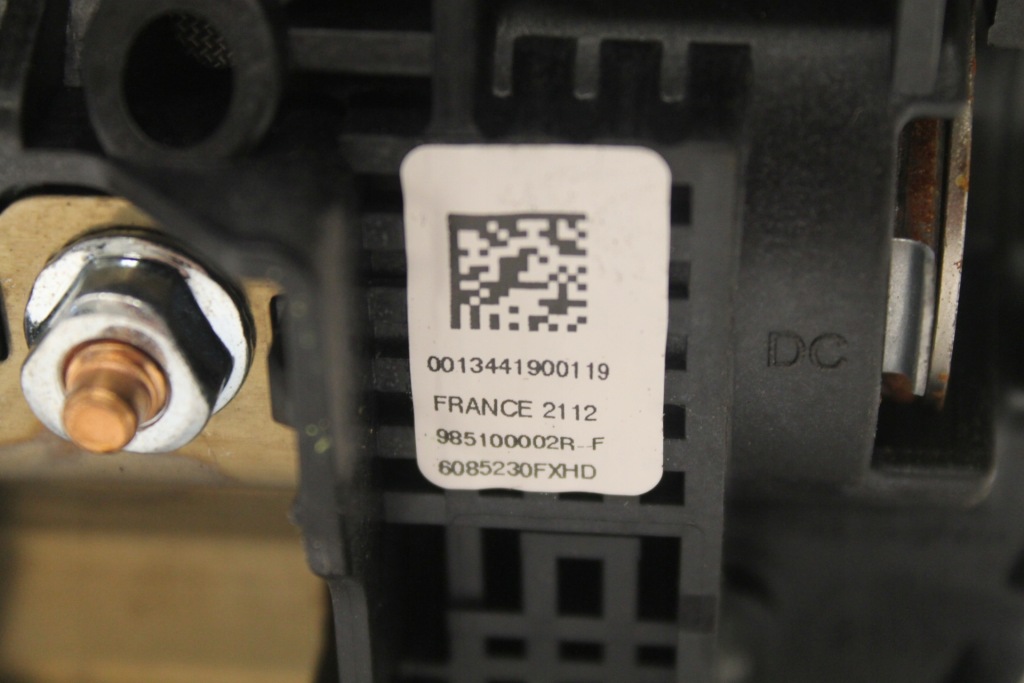 0013441900119
FRANCE 2112
985100002R--F
6085230FXHD
DC